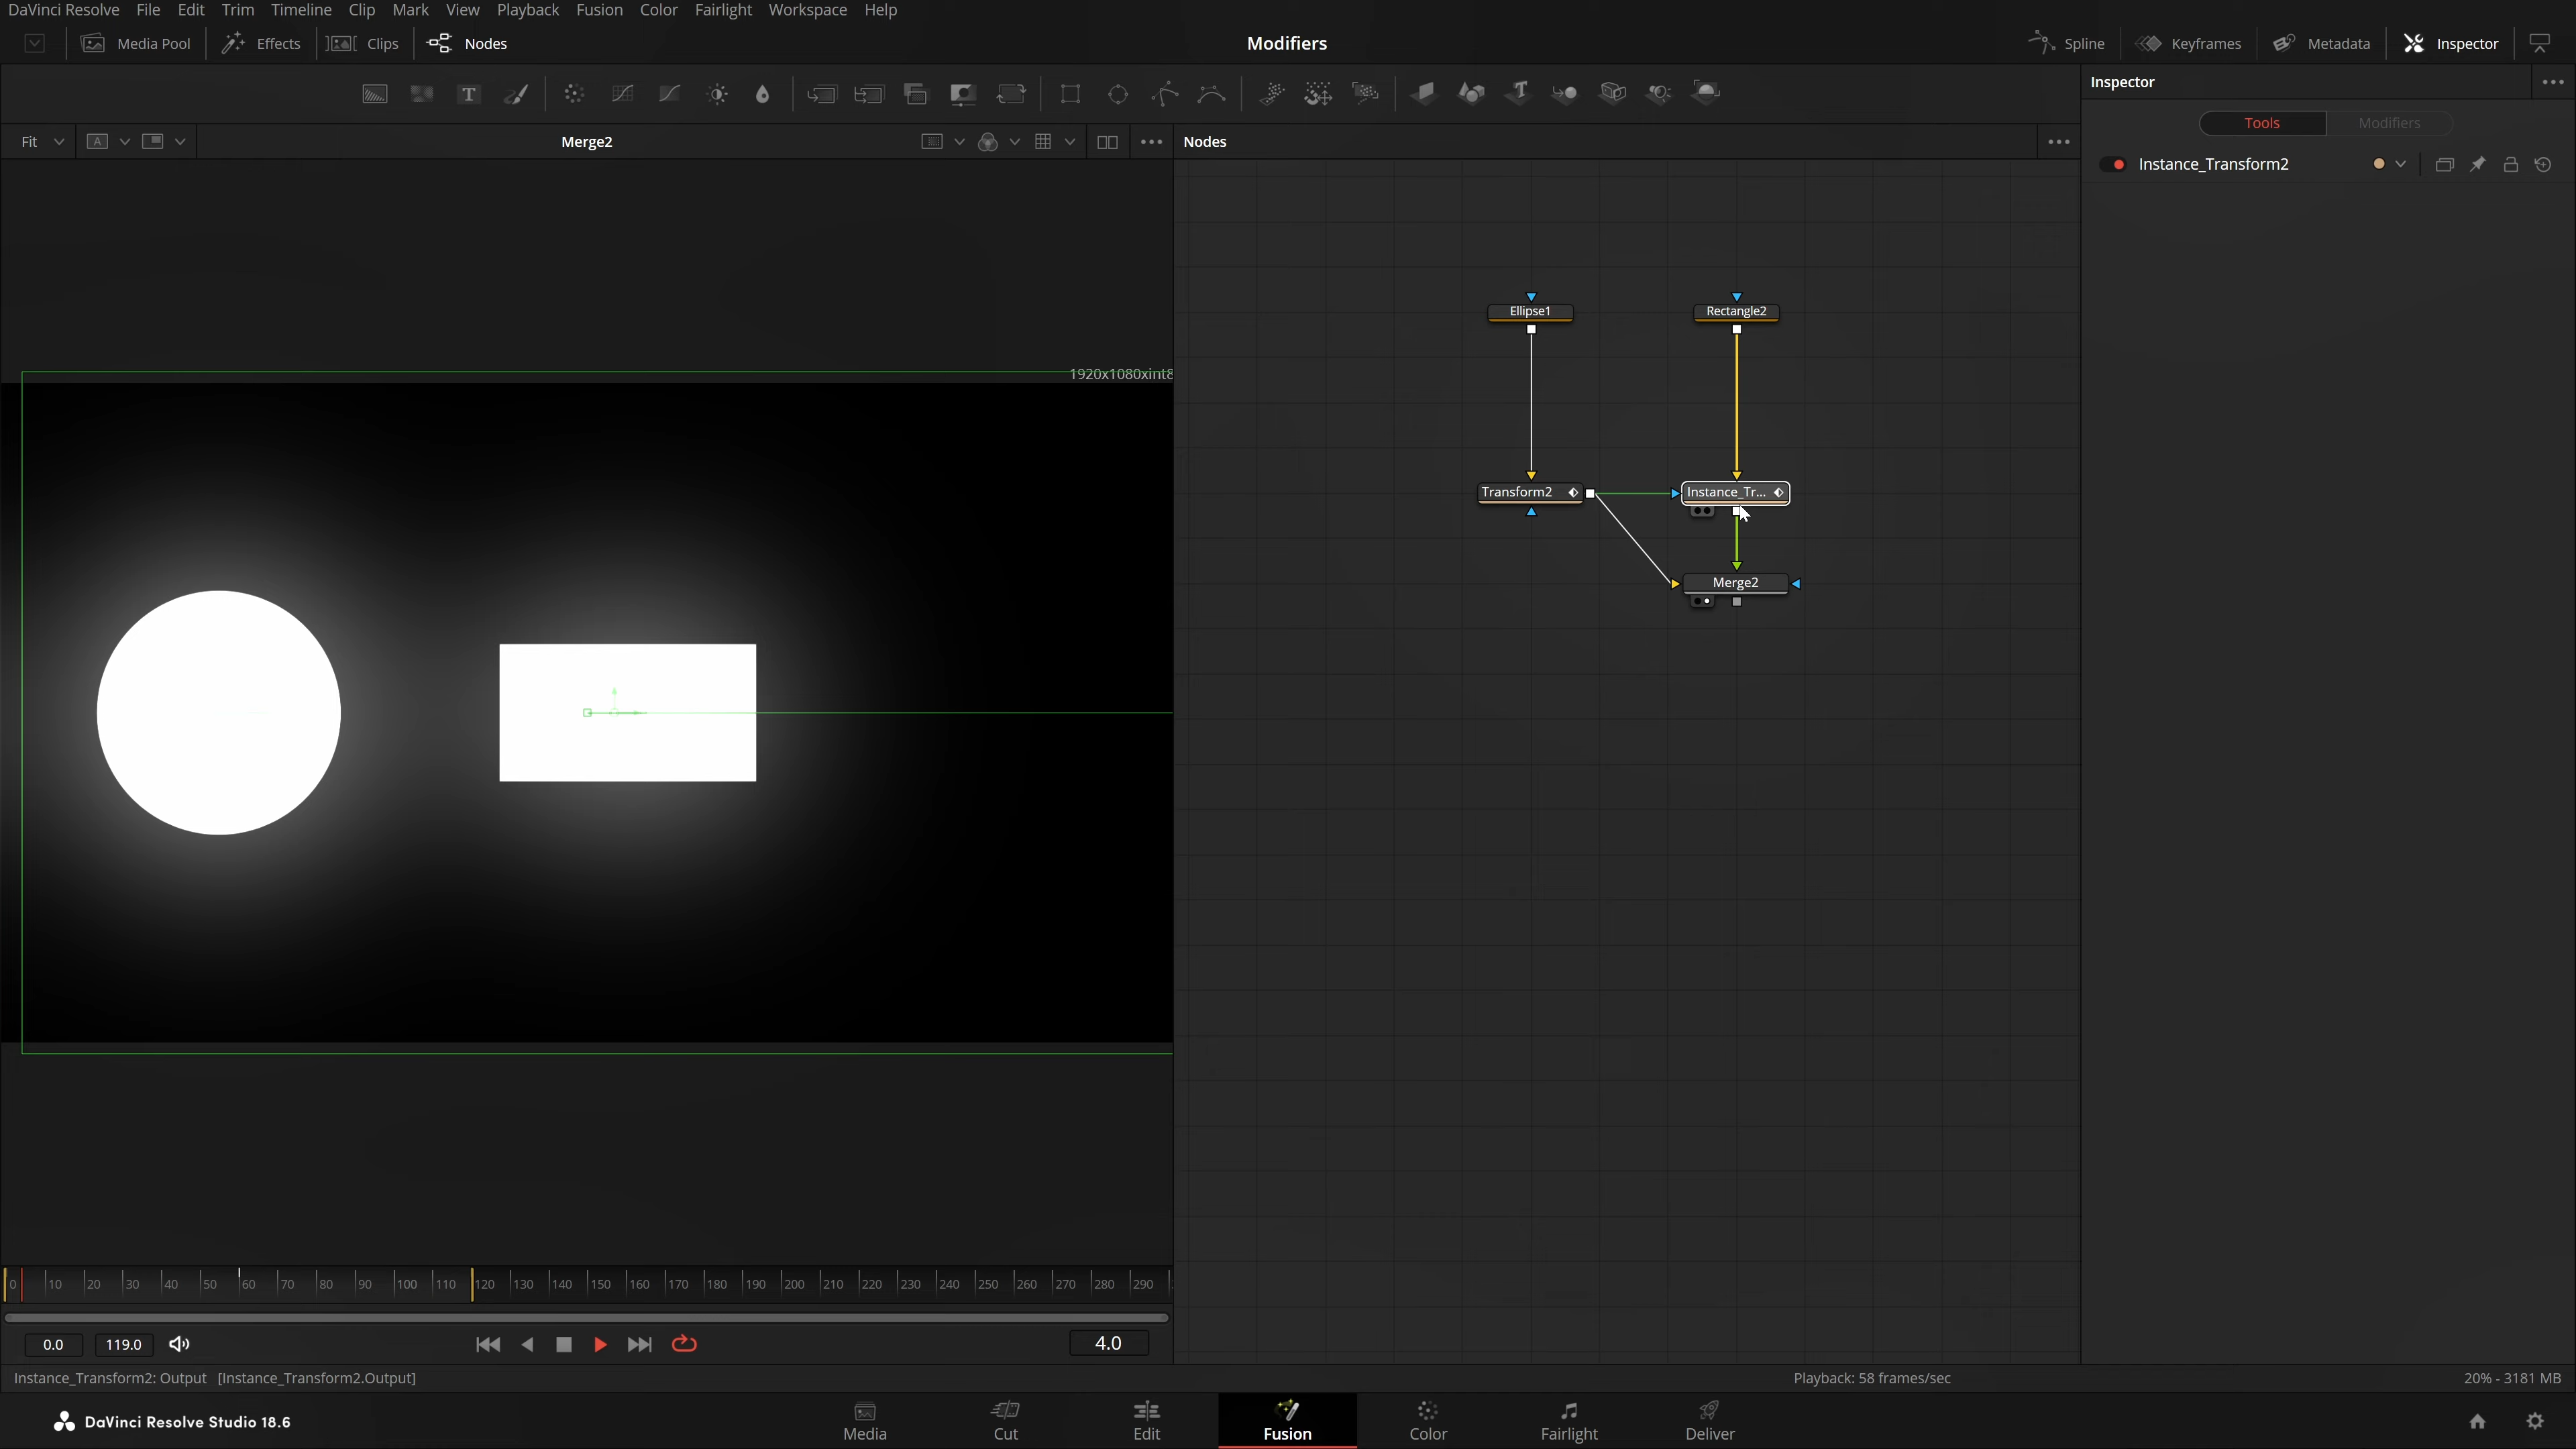 DaVinci Resolve File Edit Trim Timeline Clip Mark View Playback Fusion Color Fairlight Workspace Help
Media Pool Effects Clips Nodes Modifiers Spline Keyframes Metadata Inspector
Inspector
T
Tools Modifiers
Fit A Merge2 Nodes
Instance_Transform2
Ellipse1 Rectangle2
1920x1080xint8
Transform2 Instance_Tr...
Merge2
0 10 20 30 40 50 60 70 80 90 100 110 120 130 140 150 160 170 180 190 200 210 220 230 240 250 260 270 280 290
0.0 119.0 4.0
Instance_Transform2: Output [Instance_Transform2.Output] Playback: 58 frames/sec 20% - 3181 MB
DaVinci Resolve Studio 18.6 Media Cut Edit Fusion Color Fairlight Deliver